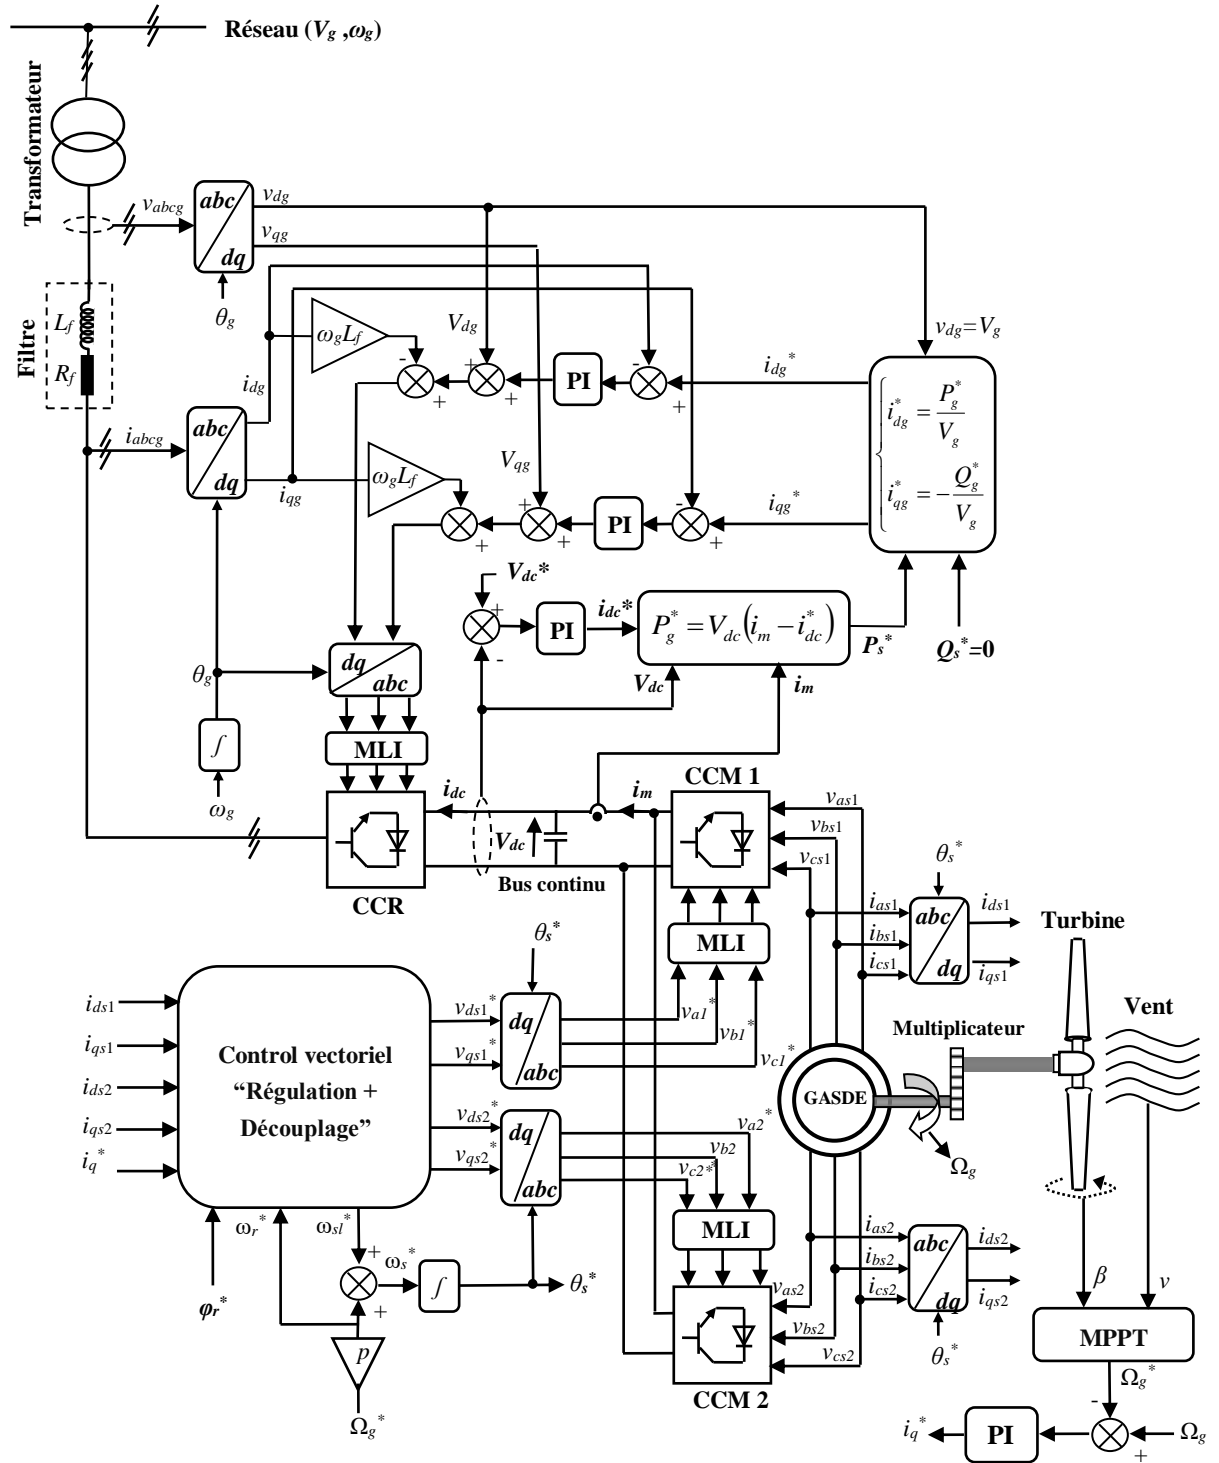 Réseau (Vg ,ωg)
Transformateur
vabcg
abc
dq
vdg
vqg
θg
Filtre
Lf
Rf
ωgLf
idg
Vdg
-
+
+
+
PI
-
+
idg*
vdg=Vg
i*dg = P*g / Vg
i*qg = - Q*g / Vg
iabcg
abc
dq
iqg
ωgLf
Vqg
+
+
+
PI
-
+
iqg*
Vdc*
+
-
PI
idc*
P*g = Vdc(im − i*dc)
Ps*
Qs*=0
Vdc
im
θg
dq
abc
∫
ωg
MLI
CCR
idc
im
Vdc
Bus continu
CCM 1
vas1
vbs1
vcs1
MLI
θs*
ias1
ibs1
ics1
abc
dq
ids1
iqs1
Turbine
Vent
Multiplicateur
GASDE
Ωg
θs*
ids1
iqs1
ids2
iqs2
iq*
Control vectoriel
“Régulation +
Découplage”
vds1*
vqs1*
dq
abc
va1*
vb1*
vc1*
vds2*
vqs2*
dq
abc
va2*
vb2
vc2**
MLI
φr*
ωr*
ωsl*
+
+
ωs*
∫
θs*
p
Ωg*
CCM 2
vas2
vbs2
vcs2
ias2
ibs2
ics2
abc
dq
ids2
iqs2
θs*
β
v
MPPT
Ωg*
-
+
Ωg
PI
iq*